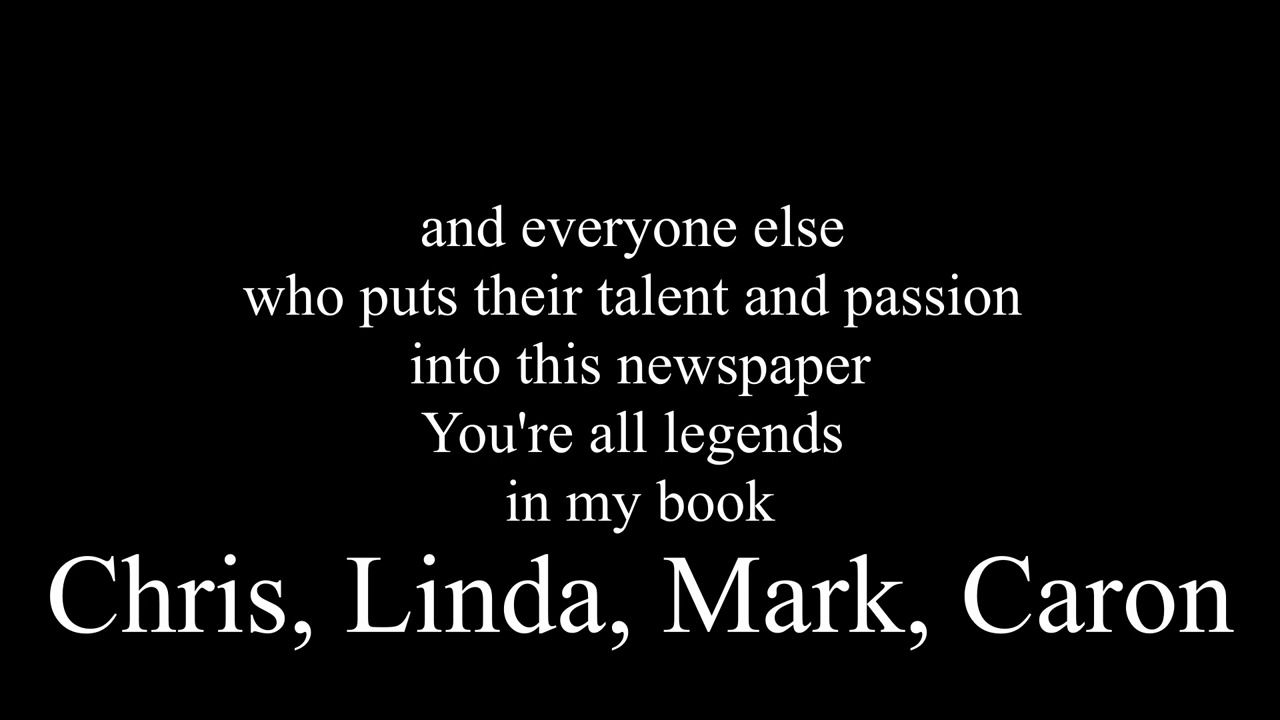 and everyone else
who puts their talent and passion
into this newspaper
You're all legends
in my book
Chris, Linda, Mark, Caron